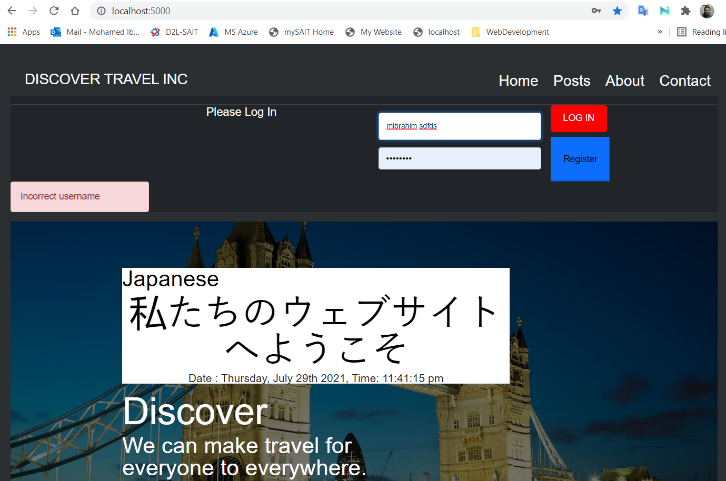 localhost:5000
Apps
Mail - Mohamed Ib...
D2L-SAIT
MS Azure
mySAIT Home
My Website
localhost
WebDevelopment
»
Reading li
DISCOVER TRAVEL INC
Home
Posts
About
Contact
Please Log In
mibrahim sdfds
LOG IN
••••••••
Register
Incorrect username
Japanese
私たちのウェブサイト
へようこそ
Date : Thursday, July 29th 2021, Time: 11:41:15 pm
Discover
We can make travel for
everyone to everywhere.